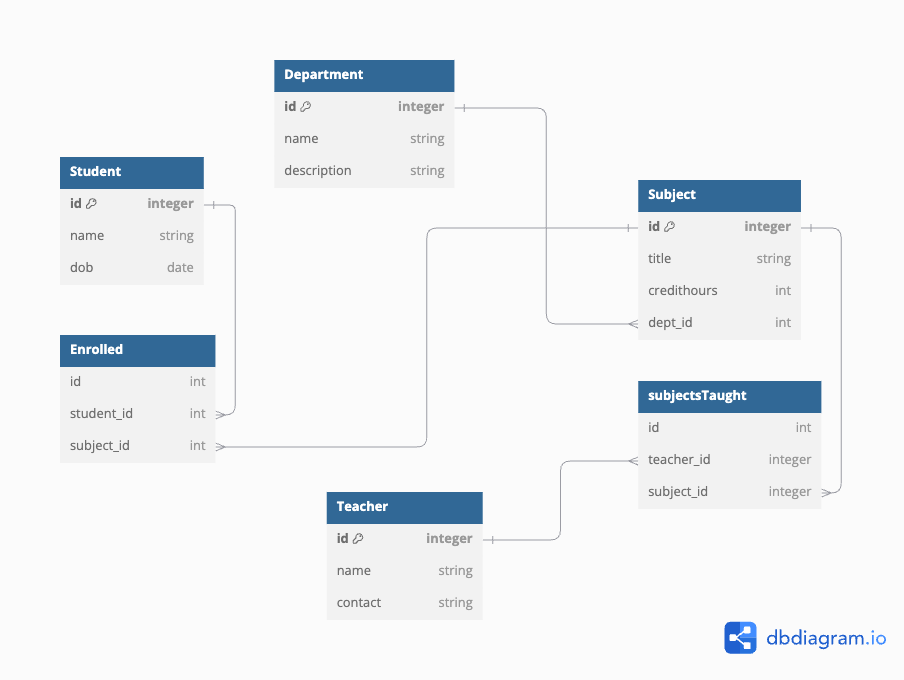 Department
id integer
name string
description string
Student
id integer
name string
dob date
Subject
id integer
title string
credithours int
dept_id int
Enrolled
id int
student_id int
subject_id int
subjectsTaught
id int
teacher_id integer
subject_id integer
Teacher
id integer
name string
contact string
dbdiagram.io